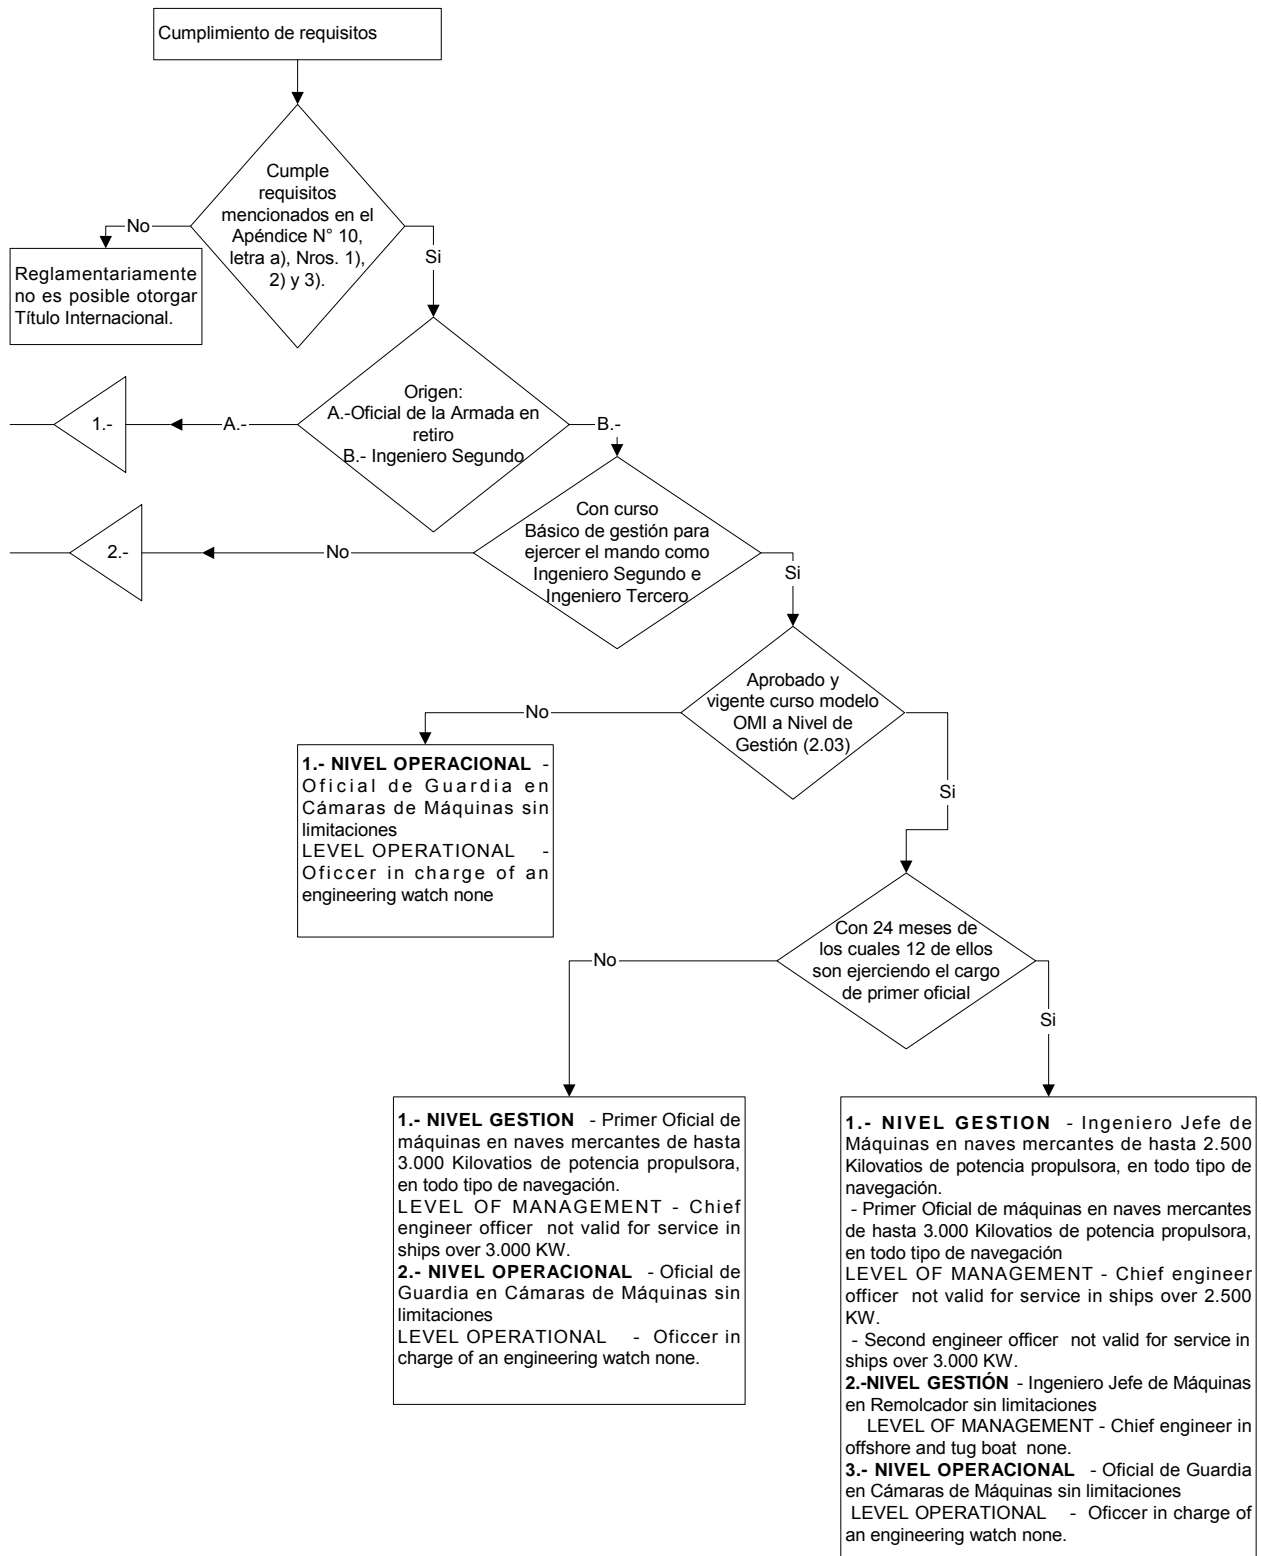 Cumplimiento de requisitos
Cumple
requisitos
mencionados en el
Apéndice N° 10,
letra a), Nros. 1),
2) y 3).
No
Si
Reglamentariamente
no es posible otorgar
Título Internacional.
Origen:
A.-Oficial de la Armada en
retiro
B.- Ingeniero Segundo
1.-
A.-
B.-
Con curso
Básico de gestión para
ejercer el mando como
Ingeniero Segundo e
Ingeniero Tercero
2.-
No
Si
Aprobado y
vigente curso modelo
OMI a Nivel de
Gestión (2.03)
No
Si
1.- NIVEL OPERACIONAL -
Oficial de Guardia en
Cámaras de Máquinas sin
limitaciones
LEVEL OPERATIONAL -
Oficcer in charge of an
engineering watch none
Con 24 meses de
los cuales 12 de ellos
son ejerciendo el cargo
de primer oficial
No
Si
1.- NIVEL GESTION - Primer Oficial de
máquinas en naves mercantes de hasta
3.000 Kilovatios de potencia propulsora,
en todo tipo de navegación.
LEVEL OF MANAGEMENT - Chief
engineer officer not valid for service in
ships over 3.000 KW.
2.- NIVEL OPERACIONAL - Oficial de
Guardia en Cámaras de Máquinas sin
limitaciones
LEVEL OPERATIONAL - Oficcer in
charge of an engineering watch none.
1.- NIVEL GESTION - Ingeniero Jefe de
Máquinas en naves mercantes de hasta 2.500
Kilovatios de potencia propulsora, en todo tipo de
navegación.
- Primer Oficial de máquinas en naves mercantes
de hasta 3.000 Kilovatios de potencia propulsora,
en todo tipo de navegación
LEVEL OF MANAGEMENT - Chief engineer
officer not valid for service in ships over 2.500
KW.
- Second engineer officer not valid for service in
ships over 3.000 KW.
2.-NIVEL GESTIÓN - Ingeniero Jefe de Máquinas
en Remolcador sin limitaciones
LEVEL OF MANAGEMENT - Chief engineer in
offshore and tug boat none.
3.- NIVEL OPERACIONAL - Oficial de Guardia
en Cámaras de Máquinas sin limitaciones
LEVEL OPERATIONAL - Oficcer in charge of
an engineering watch none.